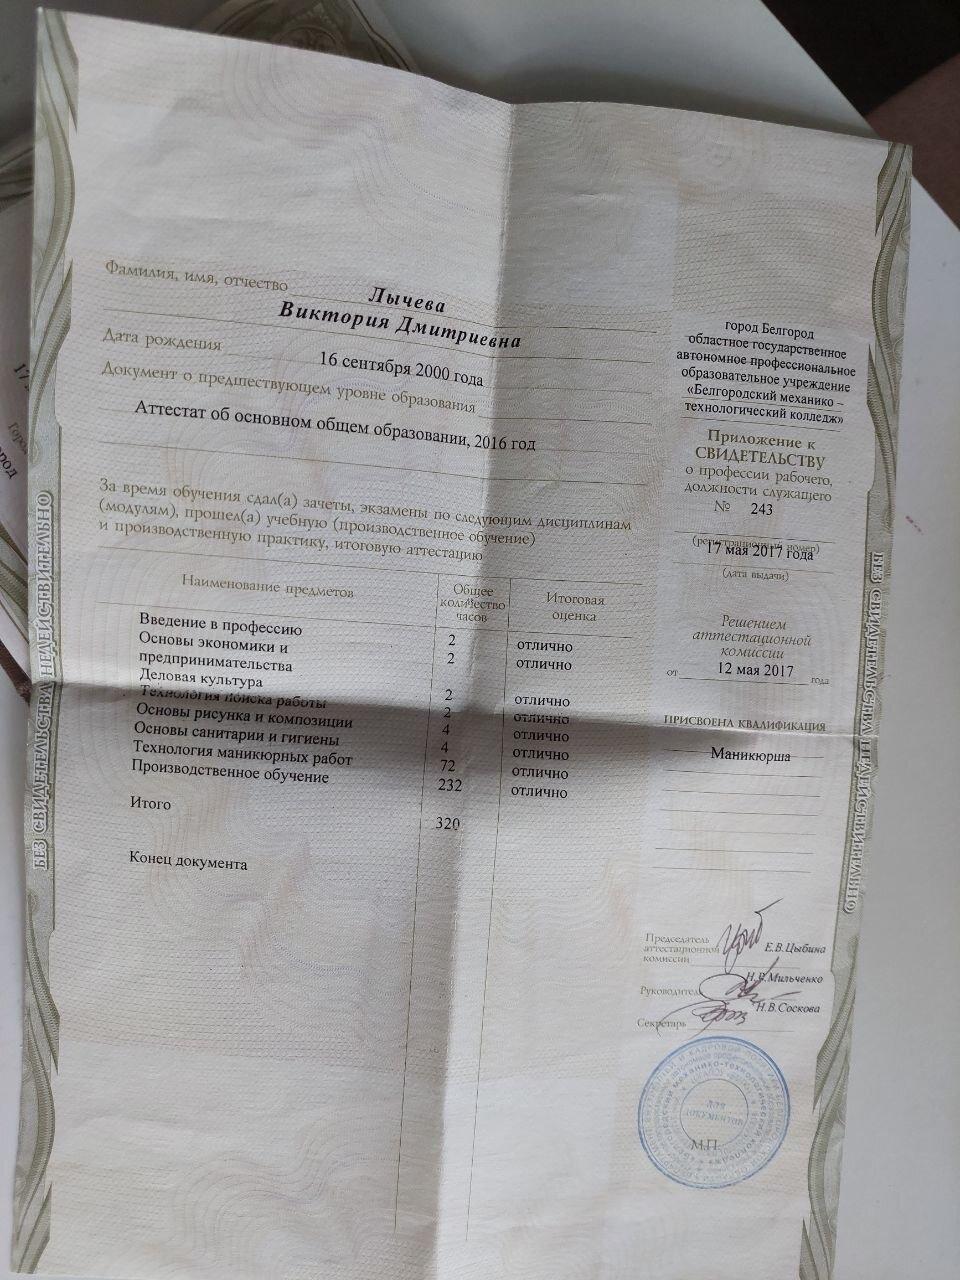 Фамилия, имя, отчество
Лычева
Виктория Дмитриевна
Дата рождения
16 сентября 2000 года
Документ о предшествующем уровне образования
Аттестат об основном общем образовании, 2016 год
За время обучения сдал(а) зачеты, экзамены по следующим дисциплинам
(модулям), прошел(а) учебную (производственное обучение)
и производственную практику, итоговую аттестацию
Наименование предметов
Общее
количество
часов
Итоговая
оценка
Введение в профессию 2 отлично
Основы экономики и 2 отлично
предпринимательства
Деловая культура 2 отлично
Технология поиска работы 2 отлично
Основы рисунка и композиции 4 отлично
Основы санитарии и гигиены 4 отлично
Технология маникюрных работ 72 отлично
Производственное обучение 232 отлично
Итого
320
Конец документа
город Белгород
областное государственное
автономное профессиональное
образовательное учреждение
«Белгородский механико –
технологический колледж»
Приложение к
СВИДЕТЕЛЬСТВУ
о профессии рабочего,
должности служащего
№ 243
(регистрационный номер)
17 мая 2017 года
(дата выдачи)
Решением
аттестационной
комиссии
от 12 мая 2017 года
ПРИСВОЕНА КВАЛИФИКАЦИЯ
Маникюрша
Председатель
аттестационной
комиссии
Е.В.Цыбина
Руководитель
Н.В.Мильченко
Секретарь
Н.В.Соскова
ДЛЯ
ДОКУМЕНТОВ
М.П.
БЕЗ СВИДЕТЕЛЬСТВА НЕДЕЙСТВИТЕЛЬНО
БЕЗ СВИДЕТЕЛЬСТВА НЕДЕЙСТВИТЕЛЬНО